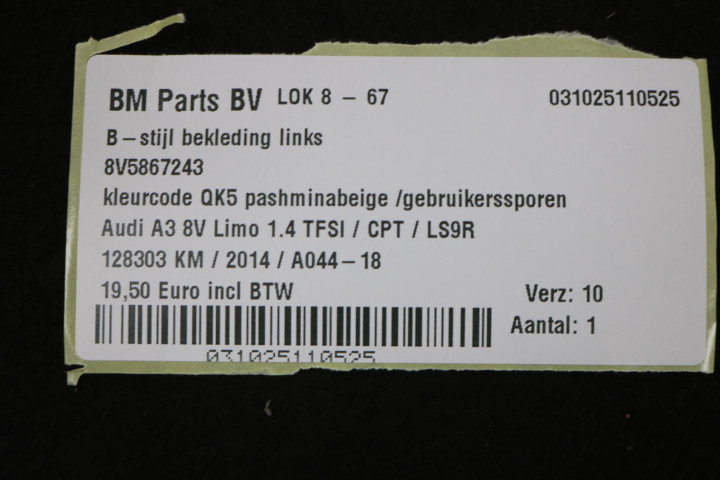 BM Parts BV LOK 8 – 67 031025110525
B–stijl bekleding links
8V5867243
kleurcode QK5 pashminabeige /gebruikerssporen
Audi A3 8V Limo 1.4 TFSI / CPT / LS9R
128303 KM / 2014 / A044–18
19,50 Euro incl BTW Verz: 10
Aantal: 1
031025110525